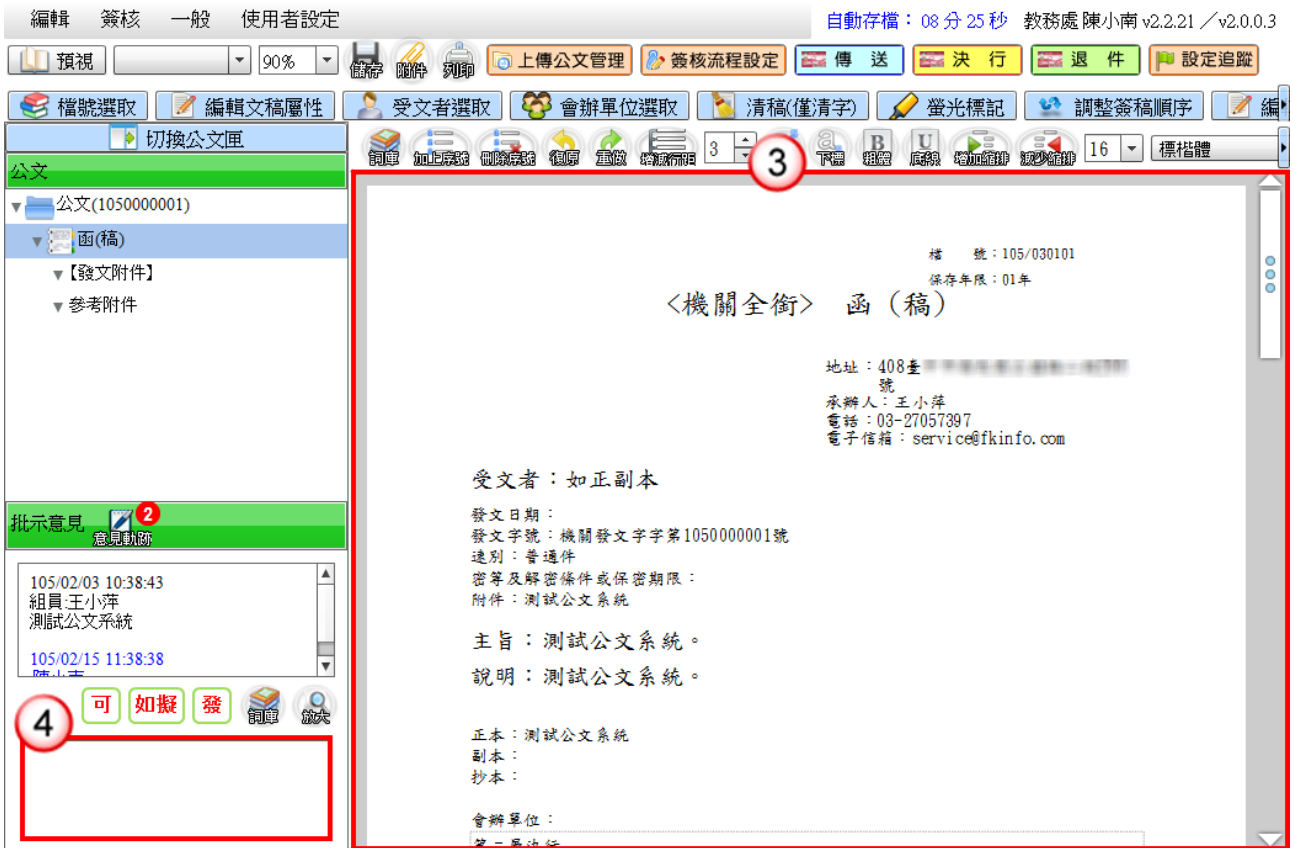 編輯 簽核 一般 使用者設定 自動存檔：08 分 25 秒 教務處 陳小南 v2.2.21／v2.0.0.3
預視 90% 儲存 附件 列印 上傳公文管理 簽核流程設定 傳 送 決 行 退 件 設定追蹤
檔號選取 編輯文稿屬性 受文者選取 會辦單位選取 清稿(僅清字) 螢光標記 調整簽稿順序 編
切換公文匣
詞庫 加上序號 刪除序號 復原 重做 增減行距 3 下標 粗體 底線 增加縮排 減少縮排 16 標楷體
3
公文
公文(1050000001)
函(稿)
【發文附件】
參考附件
檔 號：105/030101
保存年限：01年
<機關全銜> 函（稿）
地址：408臺
號
承辦人：王小萍
電話：03-27057397
電子信箱：service@fkinfo.com
受文者：如正副本
發文日期：
發文字號：機關發文字字第1050000001號
速別：普通件
密等及解密條件或保密期限：
附件：測試公文系統
主旨：測試公文系統。
說明：測試公文系統。
正本：測試公文系統
副本：
抄本：
會辦單位：
第二層決行
批示意見 意見軌跡 2
105/02/03 10:38:43
組員:王小萍
測試公文系統
105/02/15 11:38:38
可 如擬 發 詞庫 放大
4